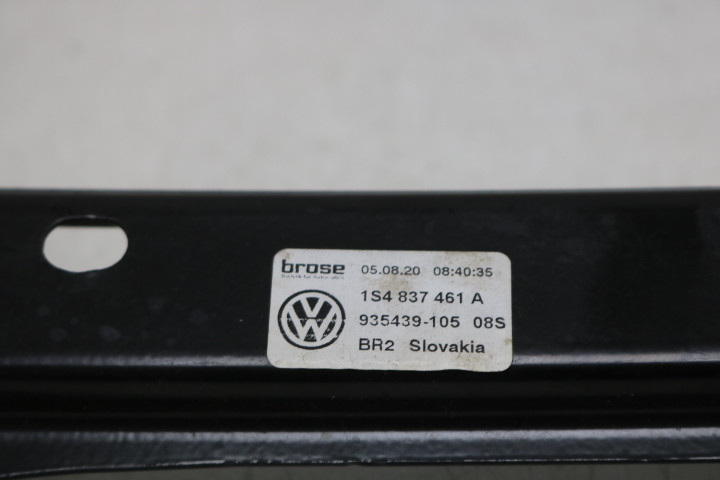 brose 05.08.20 08:40:35
1S4 837 461 A
935439-105 08S
BR2 Slovakia